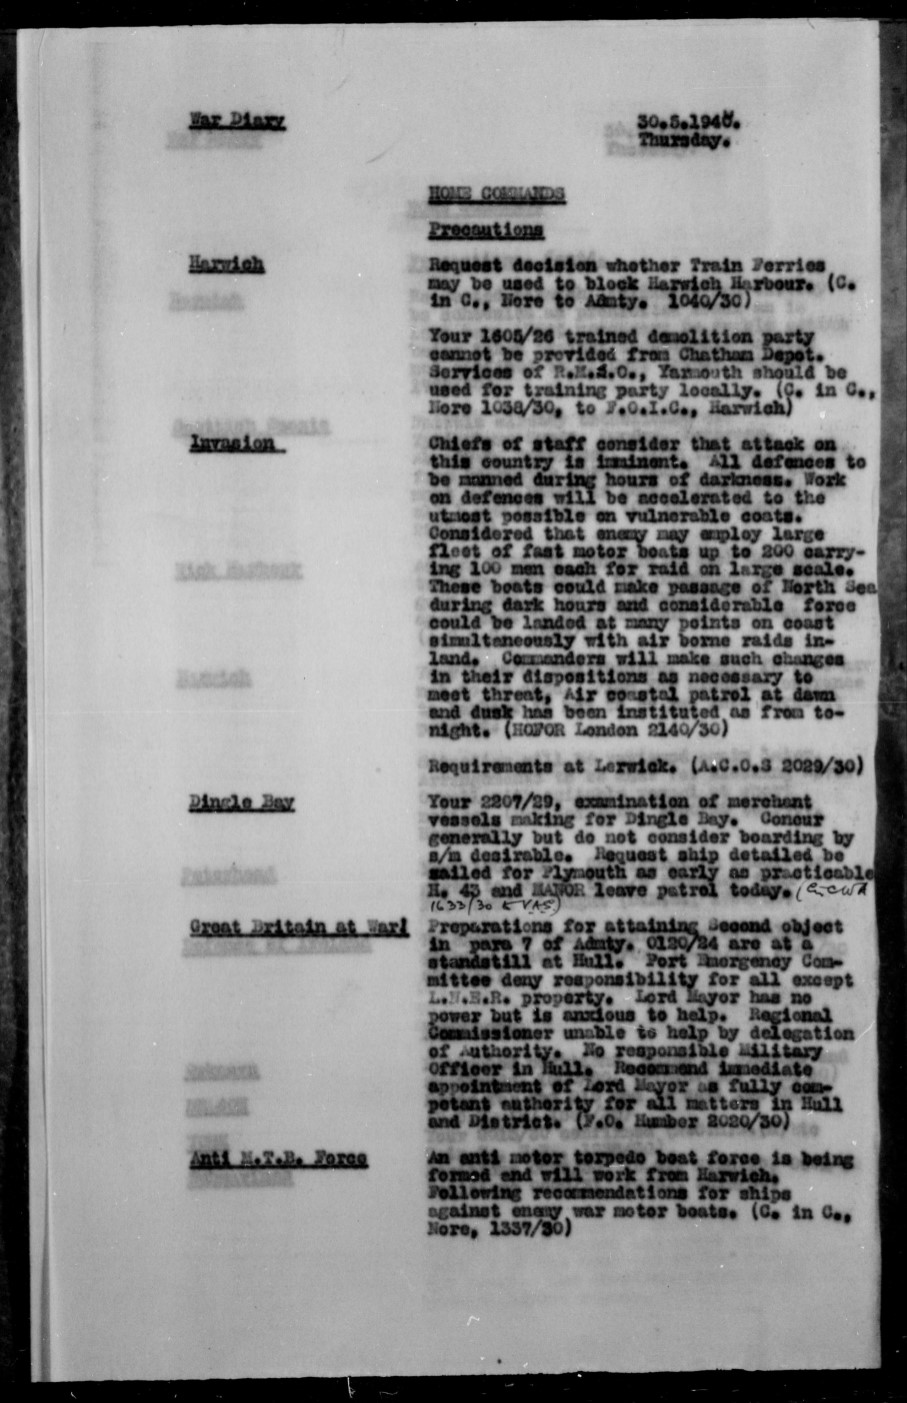 War Diary
30.5.1940.
Thursday.
HOME COMMANDS
Precautions
Harwich
Request decision whether Train Ferries
may be used to block Harwich Harbour. (C.
in C., Nore to Admty. 1040/30)
Your 1605/26 trained demolition party
cannot be provided from Chatham Depot.
Services of R.M.S.O., Yarmouth should be
used for training party locally. (C. in C.,
Nore 1038/30, to F.O.I.C., Harwich)
Invasion
Chiefs of staff consider that attack on
this country is imminent. All defences to
be manned during hours of darkness. Work
on defences will be accelerated to the
utmost possible on vulnerable coats.
Considered that enemy may employ large
fleet of fast motor boats up to 200 carry-
ing 100 men each for raid on large scale.
These boats could make passage of North Sea
during dark hours and considerable force
could be landed at many points on coast
simultaneously with air borne raids in-
land. Commanders will make such changes
in their dispositions as necessary to
meet threat, Air coastal patrol at dawn
and dusk has been instituted as from to-
night. (HOFOR London 2140/30)
Requirements at Lerwick. (A.C.O.S 2029/30)
Dingle Bay
Your 2207/29, examination of merchant
vessels making for Dingle Bay. Concur
generally but do not consider boarding by
s/m desirable. Request ship detailed be
sailed for Plymouth as early as practicable
H. 43 and MANOR leave patrol today. (C-in-C WA
1633/30 to VAS)
Great Britain at War!
Preparations for attaining Second object
in para 7 of Admty. 0120/24 are at a
standstill at Hull. Port Emergency Com-
mittee deny responsibility for all except
L.N.E.R. property. Lord Mayor has no
power but is anxious to help. Regional
Commissioner unable to help by delegation
of Authority. No responsible Military
Officer in Hull. Recommend immediate
appointment of Lord Mayor as fully com-
petant authority for all matters in Hull
and District. (F.O. Humber 2020/30)
Anti M.T.B. Force
An anti motor torpedo boat force is being
formed and will work from Harwich.
Following recommendations for ships
against enemy war motor boats. (C. in C.,
Nore, 1337/30)